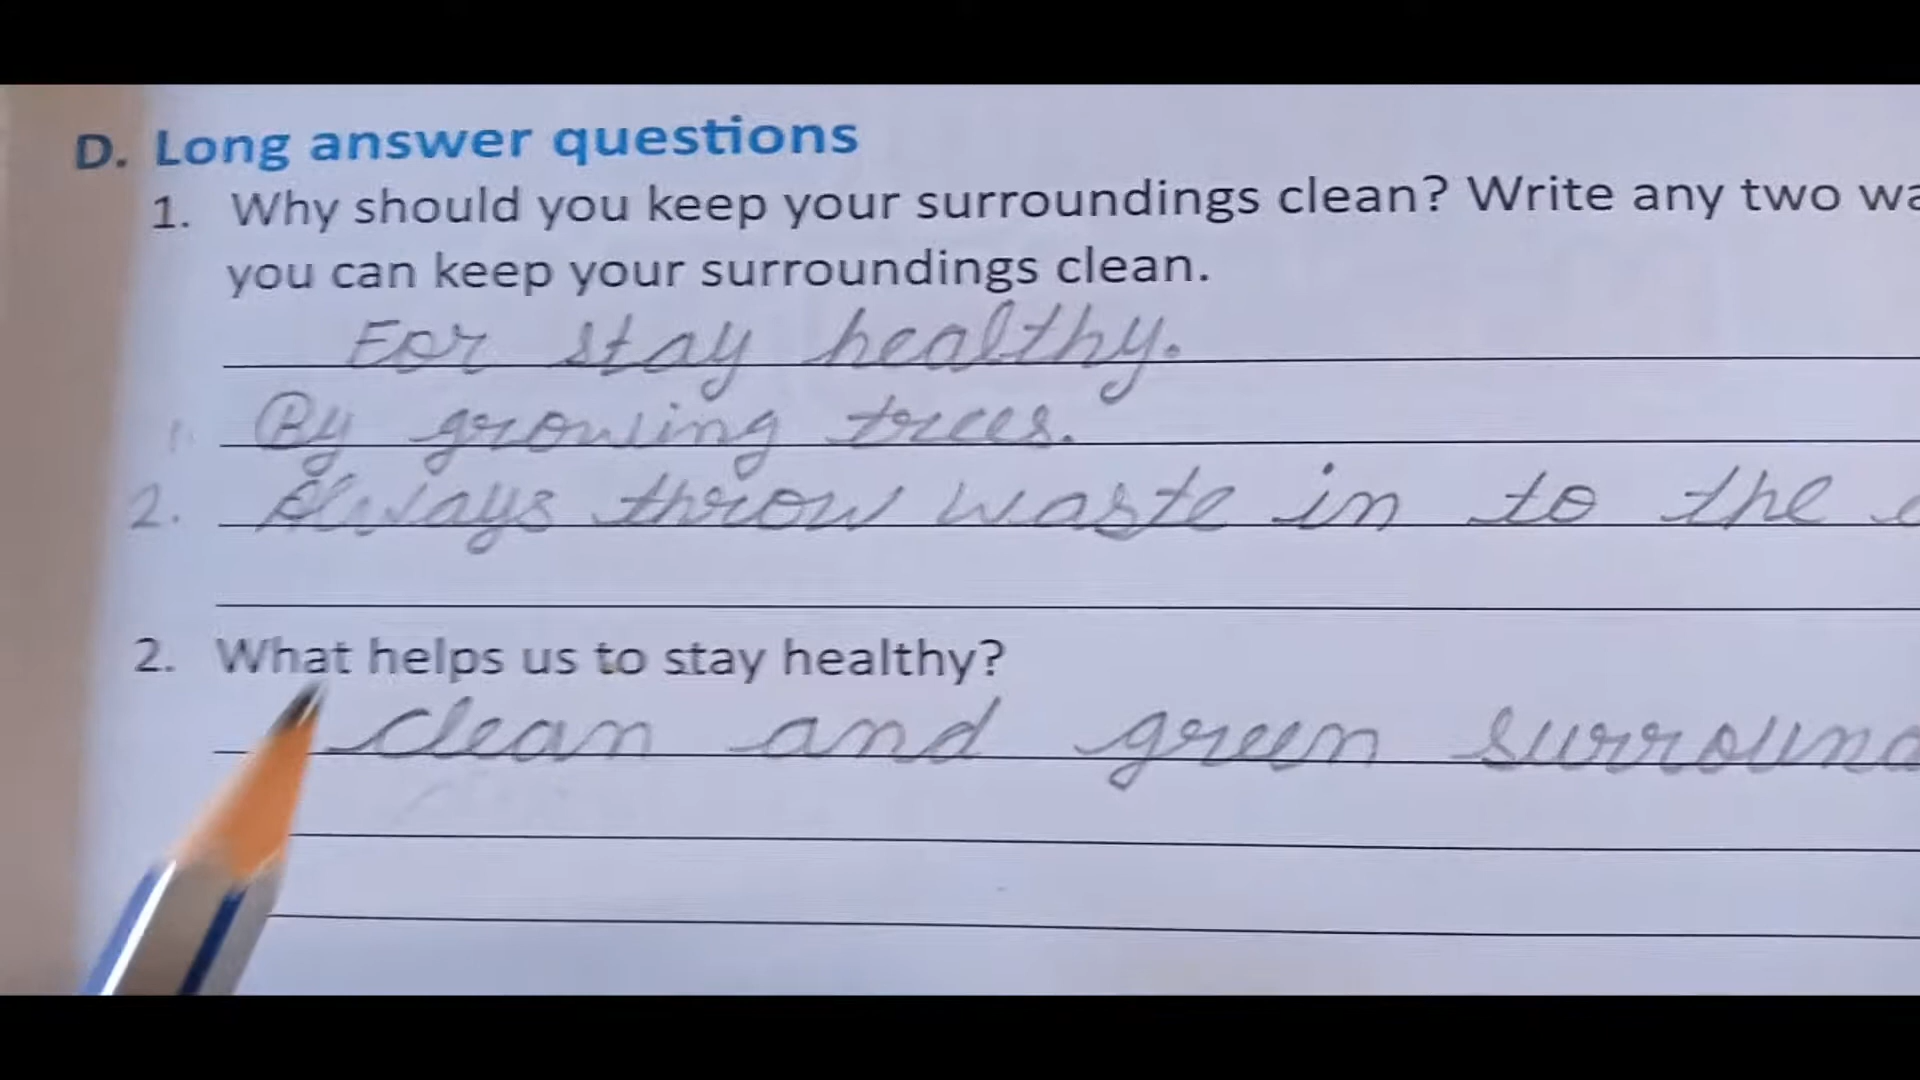 D. Long answer questions
1. Why should you keep your surroundings clean? Write any two
you can keep your surroundings clean.
For stay healthy.
1. By growing trees.
2. Always throw waste in to the
2. What helps us to stay healthy?
clean and green